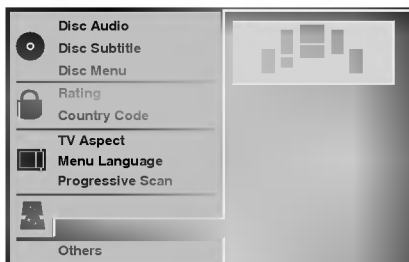 Disc Audio
Disc Subtitle
Disc Menu
Rating
Country Code
TV Aspect
Menu Language
Progressive Scan
Others